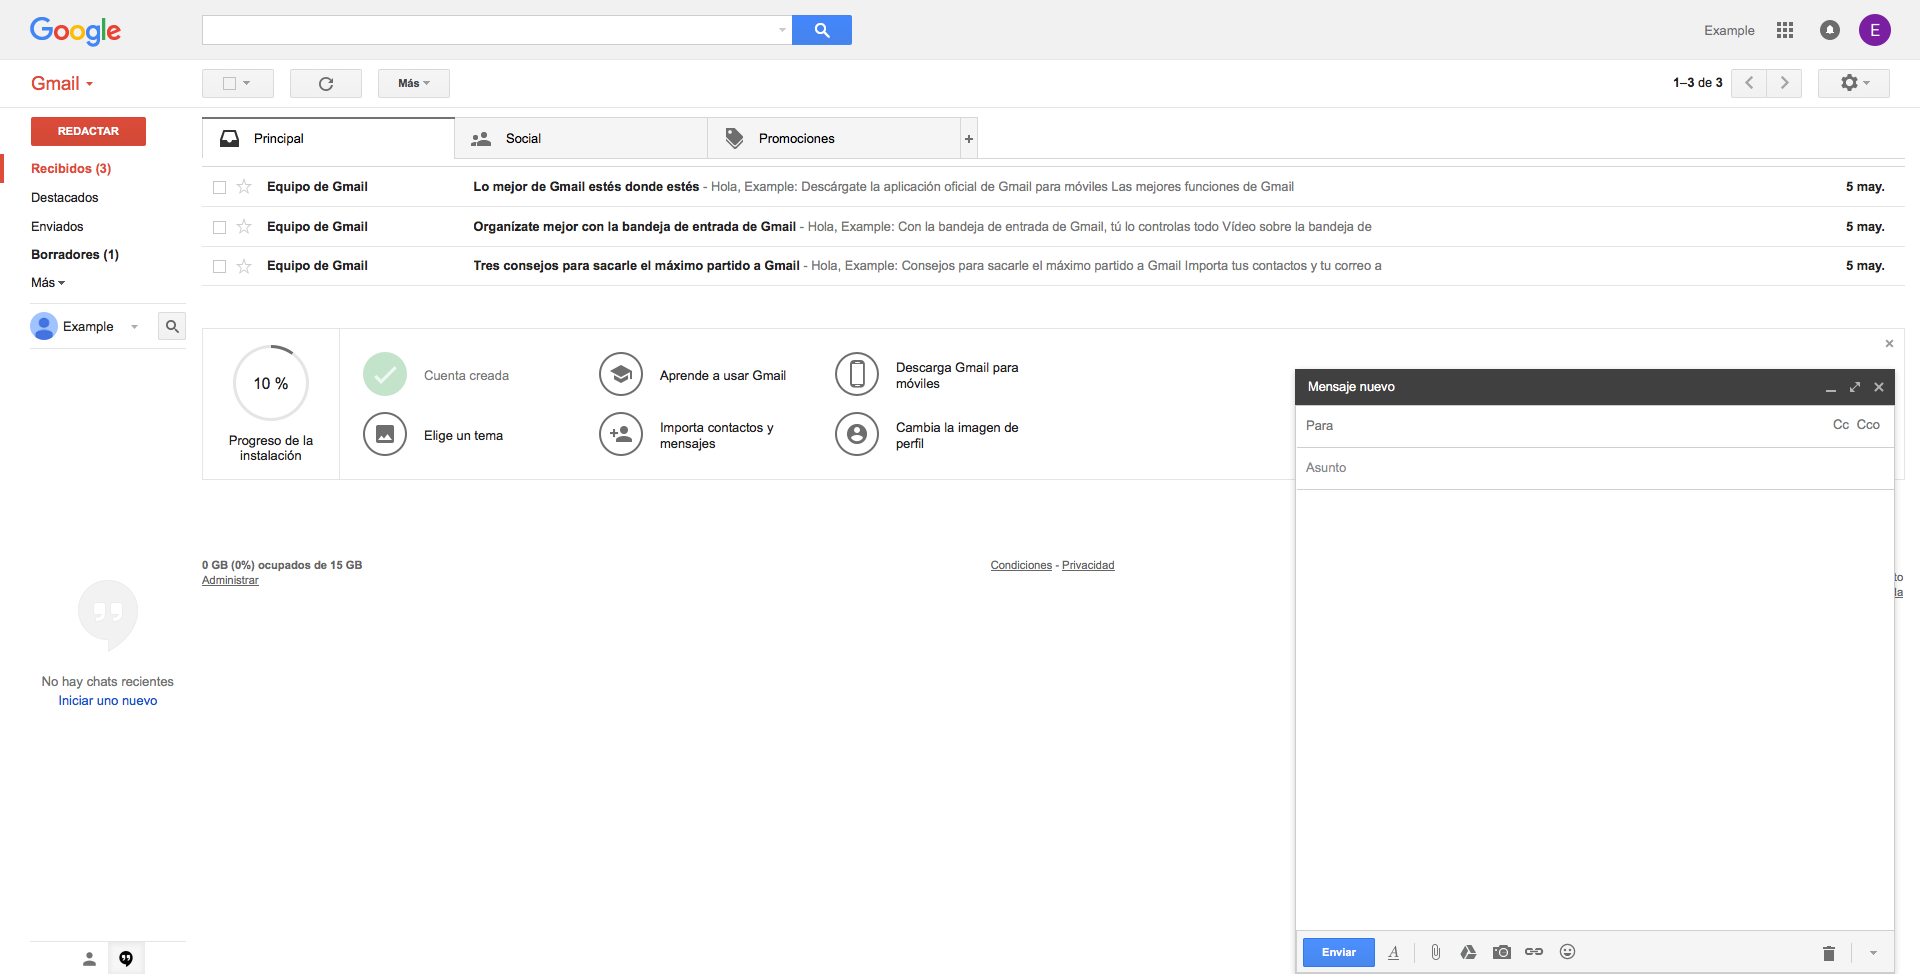 Google
Example
E
Gmail
Más
1–3 de 3
REDACTAR
Recibidos (3)
Destacados
Enviados
Borradores (1)
Más
Example
Principal
Social
Promociones
+
Equipo de Gmail Lo mejor de Gmail estés donde estés - Hola, Example: Descárgate la aplicación oficial de Gmail para móviles Las mejores funciones de Gmail 5 may.
Equipo de Gmail Organízate mejor con la bandeja de entrada de Gmail - Hola, Example: Con la bandeja de entrada de Gmail, tú lo controlas todo Vídeo sobre la bandeja de 5 may.
Equipo de Gmail Tres consejos para sacarle el máximo partido a Gmail - Hola, Example: Consejos para sacarle el máximo partido a Gmail Importa tus contactos y tu correo a 5 may.
10 %
Progreso de la
instalación
Cuenta creada
Aprende a usar Gmail
Descarga Gmail para
móviles
Elige un tema
Importa contactos y
mensajes
Cambia la imagen de
perfil
0 GB (0%) ocupados de 15 GB
Administrar
Condiciones - Privacidad
to
la
No hay chats recientes
Iniciar uno nuevo
Mensaje nuevo
Para Cc Cco
Asunto
Enviar A